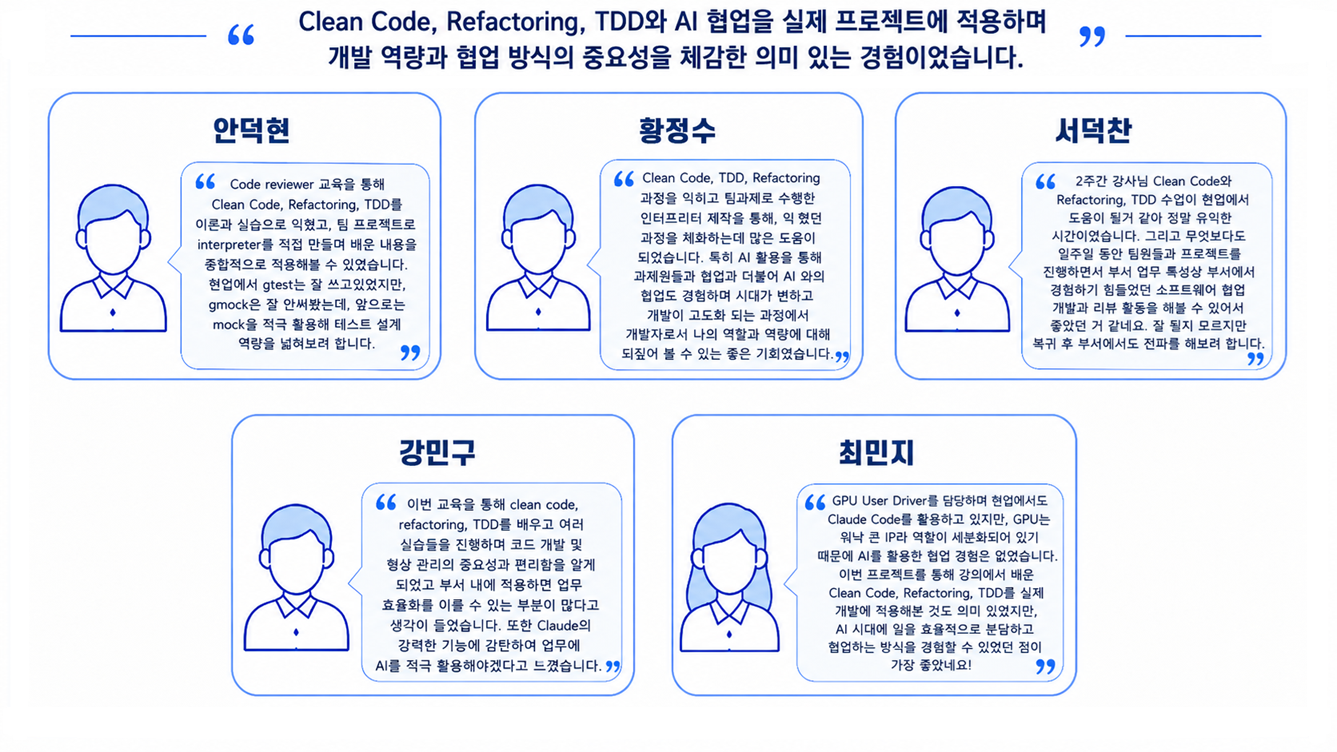 Clean Code, Refactoring, TDD와 AI 협업을 실제 프로젝트에 적용하며
개발 역량과 협업 방식의 중요성을 체감한 의미 있는 경험이었습니다.
안덕현
Code reviewer 교육을 통해
Clean Code, Refactoring, TDD를
이론과 실습으로 익혔고, 팀 프로젝트로
interpreter를 직접 만들며 배운 내용을
종합적으로 적용해볼 수 있었습니다.
현업에서 gtest는 잘 쓰고있었지만,
gmock은 잘 안써봤는데, 앞으로는
mock을 적극 활용해 테스트 설계
역량을 넓혀보려 합니다.
황정수
Clean Code, TDD, Refactoring
과정을 익히고 팀과제로 수행한
인터프리터 제작을 통해, 익 혔던
과정을 체화하는데 많은 도움이
되었습니다. 특히 AI 활용을 통해
과제원들과 협업과 더불어 AI 와의
협업도 경험하며 시대가 변하고
개발이 고도화 되는 과정에서
개발자로서 나의 역할과 역량에 대해
되짚어 볼 수 있는 좋은 기회였습니다.
서덕찬
2주간 강사님 Clean Code와
Refactoring, TDD 수업이 현업에서
도움이 될거 같아 정말 유익한
시간이었습니다. 그리고 무엇보다도
일주일 동안 팀원들과 프로젝트를
진행하면서 부서 업무 특성상 부서에서
경험하기 힘들었던 소프트웨어 협업
개발과 리뷰 활동을 해볼 수 있어서
좋았던 거 같네요. 잘 될지 모르지만
복귀 후 부서에서도 전파를 해보려 합니다.
강민구
이번 교육을 통해 clean code,
refactoring, TDD를 배우고 여러
실습들을 진행하며 코드 개발 및
형상 관리의 중요성과 편리함을 알게
되었고 부서 내에 적용하면 업무
효율화를 이룰 수 있는 부분이 많다고
생각이 들었습니다. 또한 Claude의
강력한 기능에 감탄하여 업무에
AI를 적극 활용해야겠다고 느꼈습니다.
최민지
GPU User Driver를 담당하며 현업에서도
Claude Code를 활용하고 있지만, GPU는
워낙 큰 IP라 역할이 세분화되어 있기
때문에 AI를 활용한 협업 경험은 없었습니다.
이번 프로젝트를 통해 강의에서 배운
Clean Code, Refactoring, TDD를 실제
개발에 적용해본 것도 의미 있었지만,
AI 시대에 일을 효율적으로 분담하고
협업하는 방식을 경험할 수 있었던 점이
가장 좋았네요!